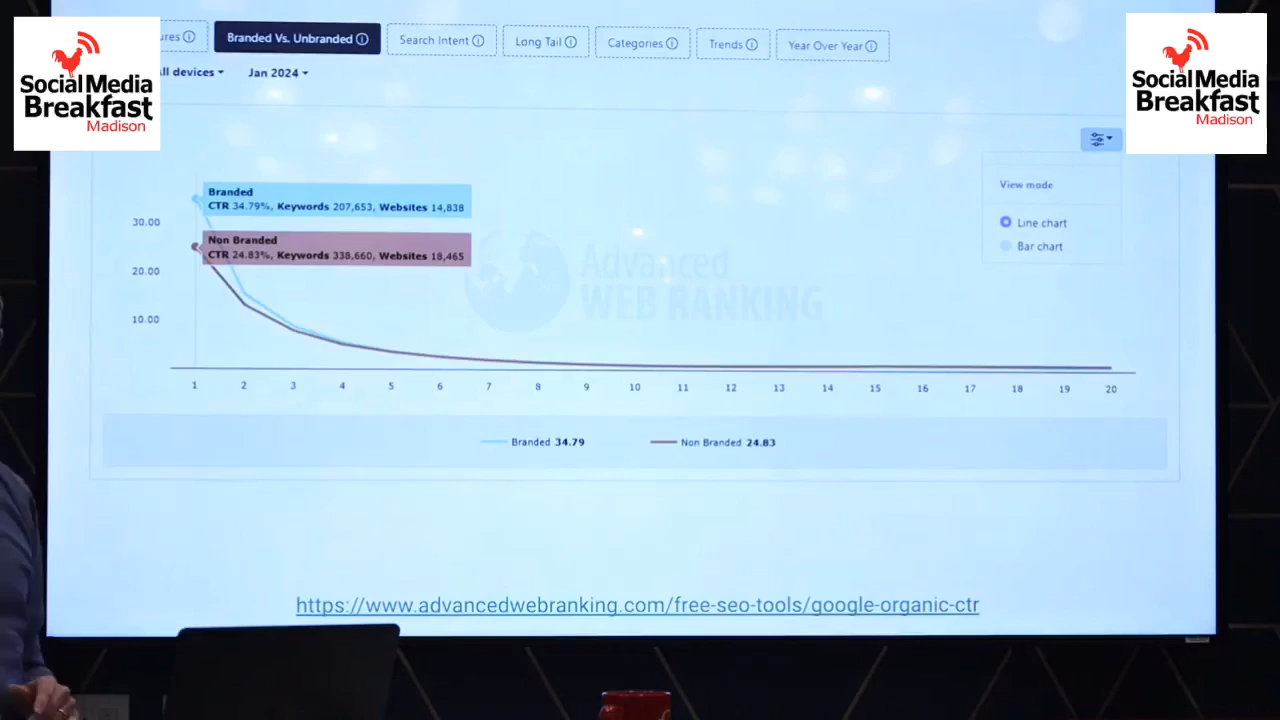 ures
Branded Vs. Unbranded
Search Intent
Long Tail
Categories
Trends
Year Over Year
Social Media
Breakfast
Madison
Social Media
Breakfast
Madison
All devices
Jan 2024
View mode
Line chart
Bar chart
Branded
CTR 34.79%, Keywords 207,653, Websites 14,838
Non Branded
CTR 24.83%, Keywords 338,660, Websites 18,465
30.00
20.00
10.00
Advanced
WEB RANKING
1 2 3 4 5 6 7 8 9 10 11 12 13 14 15 16 17 18 19 20
Branded 34.79 Non Branded 24.83
https://www.advancedwebranking.com/free-seo-tools/google-organic-ctr